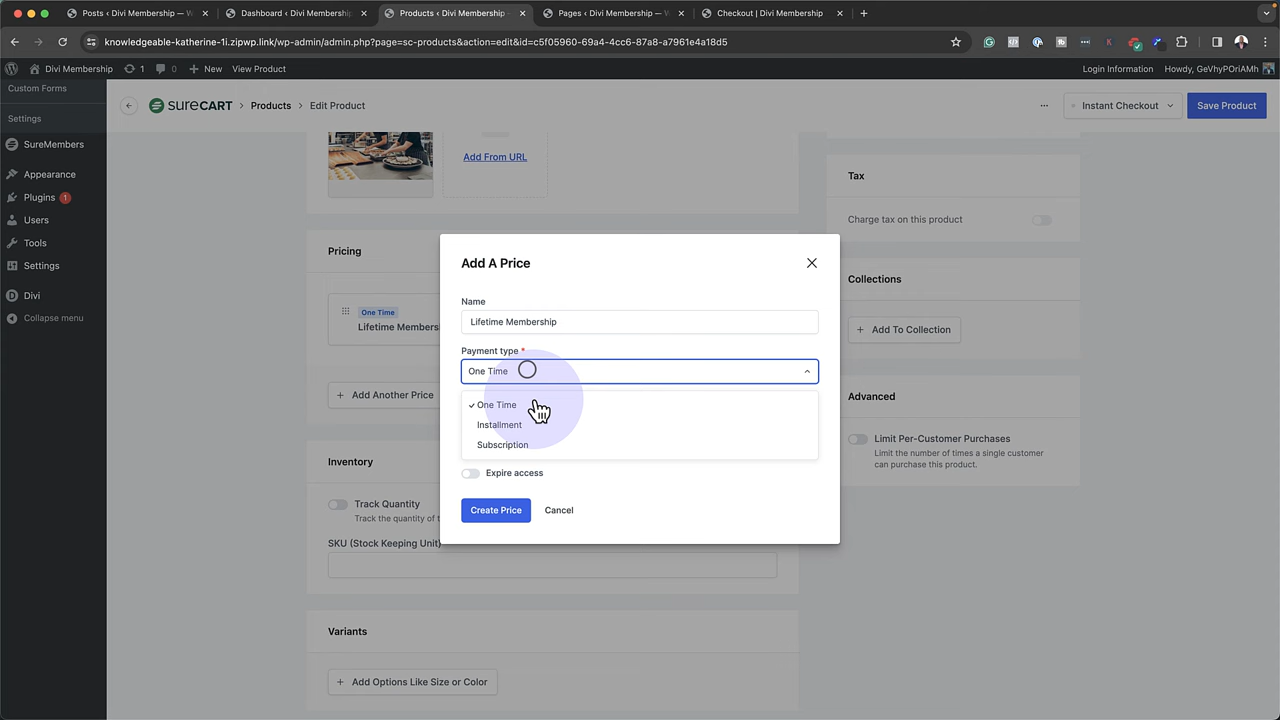 Posts ‹ Divi Membership — W
Dashboard ‹ Divi Membership
Products ‹ Divi Membership -
Pages ‹ Divi Membership — W
Checkout | Divi Membership
knowledgeable-katherine-1i.zipwp.link/wp-admin/admin.php?page=sc-products&action=edit&id=c5f05960-69a4-4cc6-87a8-a7961e4a18d5
Divi Membership
1
0
New
View Product
Login Information
Howdy, GeVhyPOriAMh
Custom Forms
Settings
SureMembers
Appearance
Plugins 1
Users
Tools
Settings
Divi
Collapse menu
SURECART
Products
Edit Product
Instant Checkout
Save Product
Add From URL
Pricing
One Time
Lifetime Members
Add Another Price
Inventory
Track Quantity
Track the quantity of t
SKU (Stock Keeping Unit)
Variants
Add Options Like Size or Color
Add A Price
Name
Lifetime Membership
Payment type *
One Time
One Time
Installment
Subscription
Expire access
Create Price
Cancel
Tax
Charge tax on this product
Collections
Add To Collection
Advanced
Limit Per-Customer Purchases
Limit the number of times a single customer
can purchase this product.